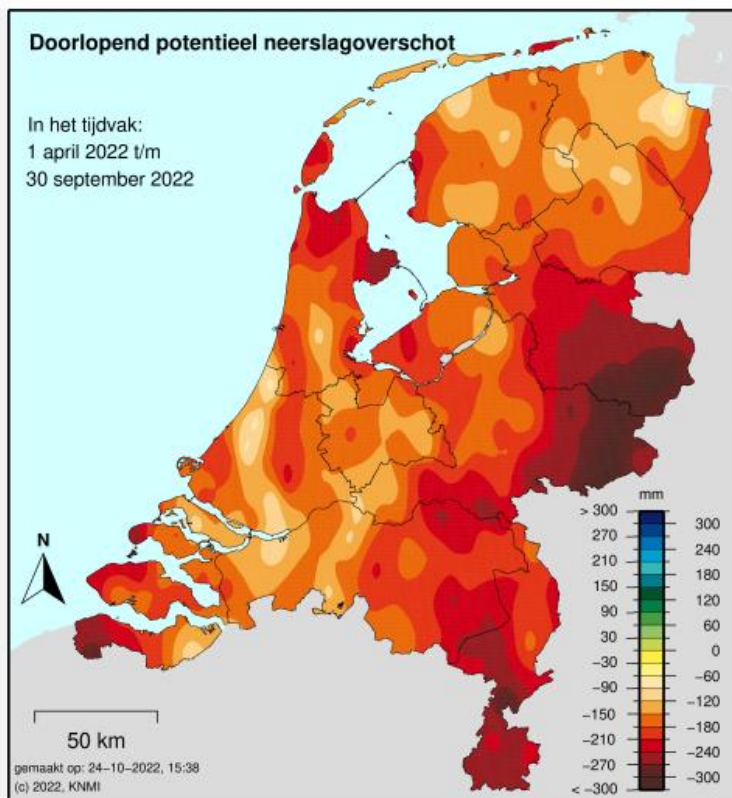 Doorlopend potentieel neerslagoverschot
In het tijdvak:
1 april 2022 t/m
30 september 2022
N
50 km
gemaakt op: 24-10-2022, 15:38
(c) 2022, KNMI
mm
> 300
300
270
240
210
180
150
120
90
60
30
0
-30
-60
-90
-120
-150
-180
-210
-240
-270
-300
< -300